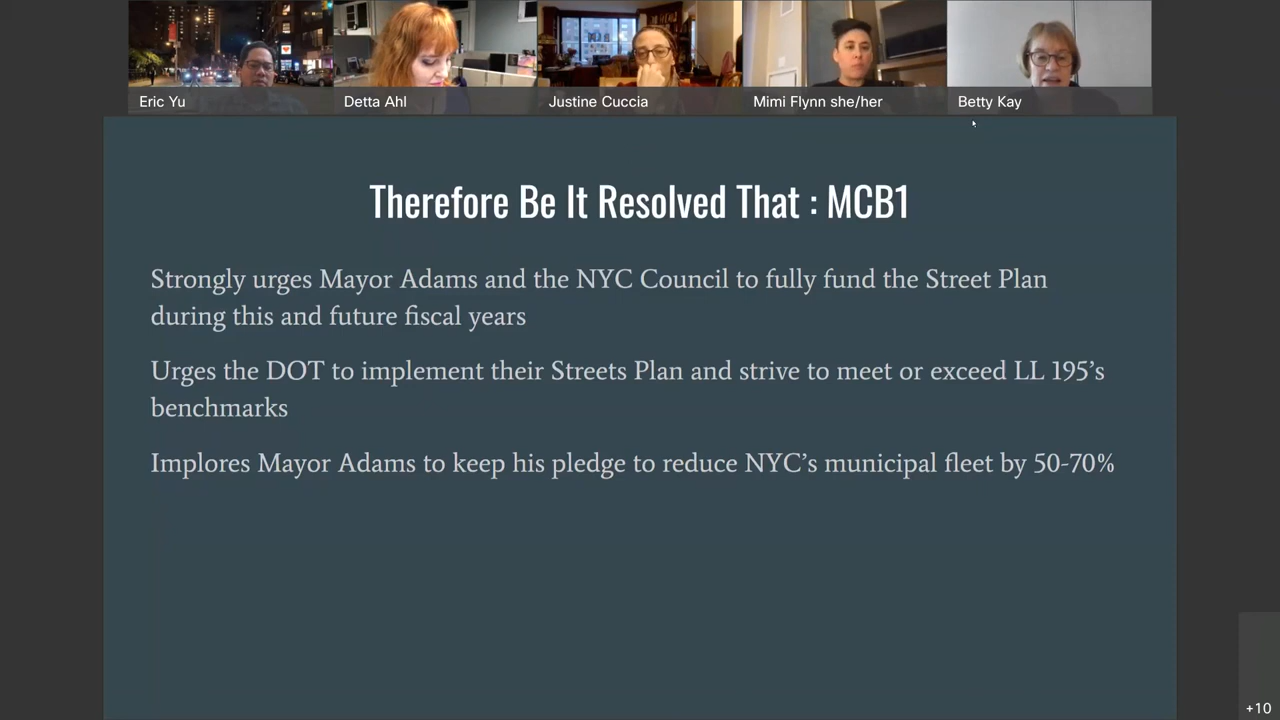 Eric Yu
Detta Ahl
Justine Cuccia
Mimi Flynn she/her
Betty Kay
Therefore Be It Resolved That : MCB1
Strongly urges Mayor Adams and the NYC Council to fully fund the Street Plan
during this and future fiscal years
Urges the DOT to implement their Streets Plan and strive to meet or exceed LL 195’s
benchmarks
Implores Mayor Adams to keep his pledge to reduce NYC’s municipal fleet by 50-70%
+10